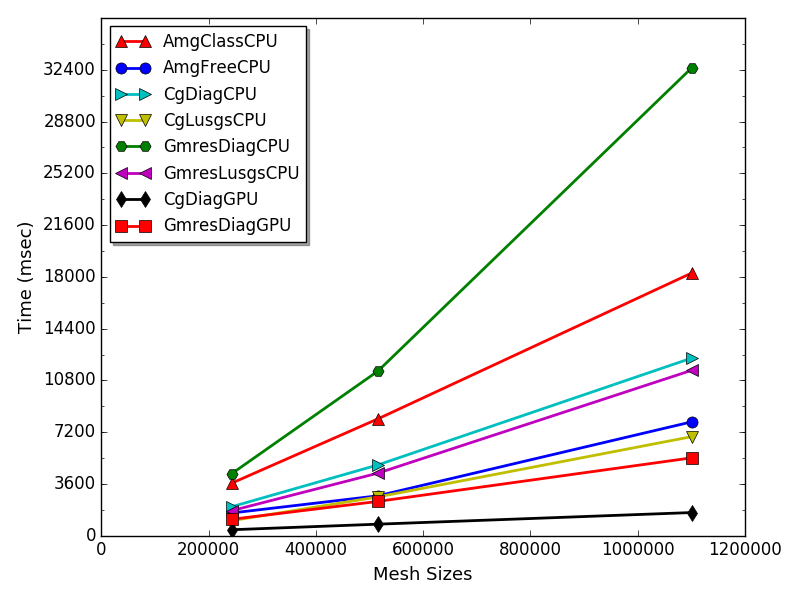 AmgClassCPU
AmgFreeCPU
CgDiagCPU
CgLusgsCPU
GmresDiagCPU
GmresLusgsCPU
CgDiagGPU
GmresDiagGPU
32400
28800
25200
21600
18000
14400
10800
7200
3600
0
Time (msec)
0 200000 400000 600000 800000 1000000 1200000
Mesh Sizes